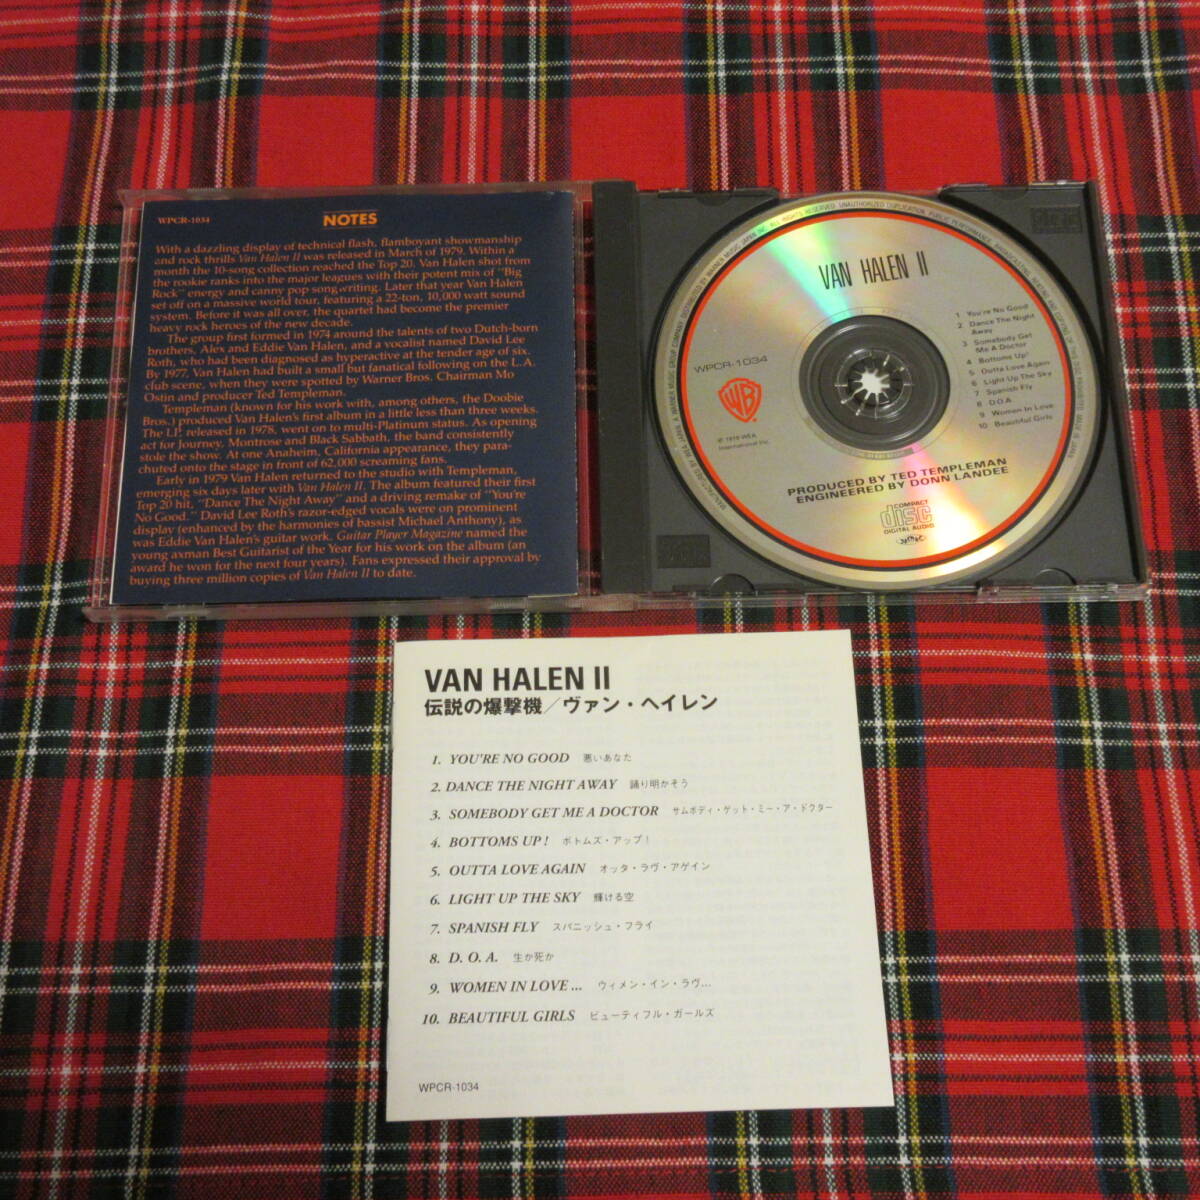 WPCR-1034
NOTES
With a dazzling display of technical flash, flamboyant showmanship
and rock thrills Van Halen II was released in March of 1979. Within a
month the 10-song collection reached the Top 20. Van Halen shot from
the rookie ranks into the major leagues with their potent mix of "Big
Rock" energy and canny pop songwriting. Later that year Van Halen
set off on a massive world tour, featuring a 22-ton, 10,000 watt sound
system. Before it was all over, the quartet had become the premier
heavy rock heroes of the new decade.
The group first formed in 1974 around the talents of two Dutch-born
brothers, Alex and Eddie Van Halen, and a vocalist named David Lee
Roth, who had been diagnosed as hyperactive at the tender age of six.
By 1977, Van Halen had built a small but fanatical following on the L.A.
club scene, when they were spotted by Warner Bros. Chairman Mo
Ostin and producer Ted Templeman.
Templeman (known for his work with, among others, the Doobie
Bros.) produced Van Halen's first album in a little less than three weeks.
The LP, released in 1978, went on to multi-Platinum status. As opening
act for Journey, Montrose and Black Sabbath, the band consistently
stole the show. At one Anaheim, California appearance, they para-
chuted onto the stage in front of 62,000 screaming fans.
Early in 1979 Van Halen returned to the studio with Templeman,
emerging six days later with Van Halen II. The album featured their first
Top 20 hit, "Dance The Night Away" and a driving remake of "You're
No Good." David Lee Roth's razor-edged vocals were on prominent
display (enhanced by the harmonies of bassist Michael Anthony), as
was Eddie Van Halen's guitar work. Guitar Player Magazine named the
young axman Best Guitarist of the Year for his work on the album (an
award he won for the next four years). Fans expressed their approval by
buying three million copies of Van Halen II to date.
VAN HALEN II
WPCR-1034
1 You're No Good
2 Dance The Night
Away
3 Somebody Get
Me A Doctor
4 Bottoms Up!
5 Outta Love Again
6 Light Up The Sky
7 Spanish Fly
8 D.O.A.
9 Women In Love
10 Beautiful Girls
WB
℗ 1979 WEA
International Inc.
PRODUCED BY TED TEMPLEMAN
ENGINEERED BY DONN LANDEE
COMPACT
disc
DIGITAL AUDIO
VAN HALEN II
伝説の爆撃機／ヴァン・ヘイレン
1. YOU'RE NO GOOD 悪いあなた
2. DANCE THE NIGHT AWAY 踊り明かそう
3. SOMEBODY GET ME A DOCTOR サムボディ・ゲット・ミー・ア・ドクター
4. BOTTOMS UP! ボトムズ・アップ！
5. OUTTA LOVE AGAIN オッタ・ラヴ・アゲイン
6. LIGHT UP THE SKY 輝ける空
7. SPANISH FLY スパニッシュ・フライ
8. D. O. A. 生か死か
9. WOMEN IN LOVE ... ウィメン・イン・ラヴ...
10. BEAUTIFUL GIRLS ビューティフル・ガールズ
WPCR-1034